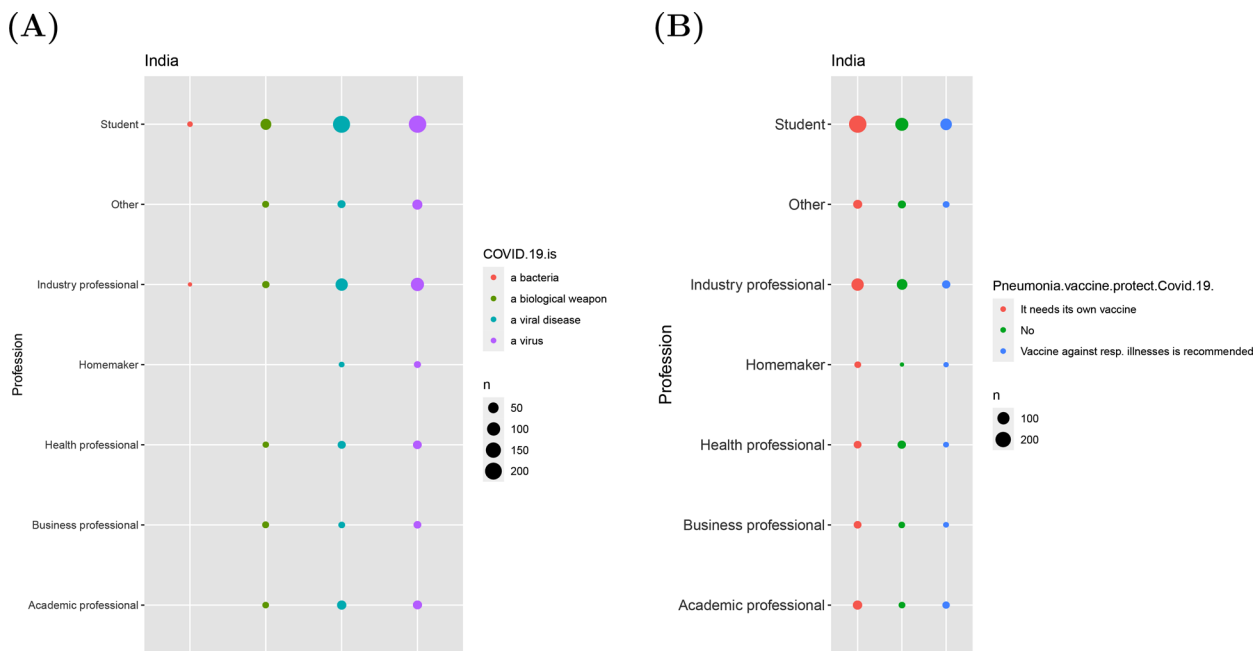 (A)
India
Student
Other
Industry professional
Homemaker
Health professional
Business professional
Academic professional
Profession
COVID.19.is
a bacteria
a biological weapon
a viral disease
a virus
n
50
100
150
200
(B)
India
Student
Other
Industry professional
Homemaker
Health professional
Business professional
Academic professional
Profession
Pneumonia.vaccine.protect.Covid.19.
It needs its own vaccine
No
Vaccine against resp. illnesses is recommended
n
100
200